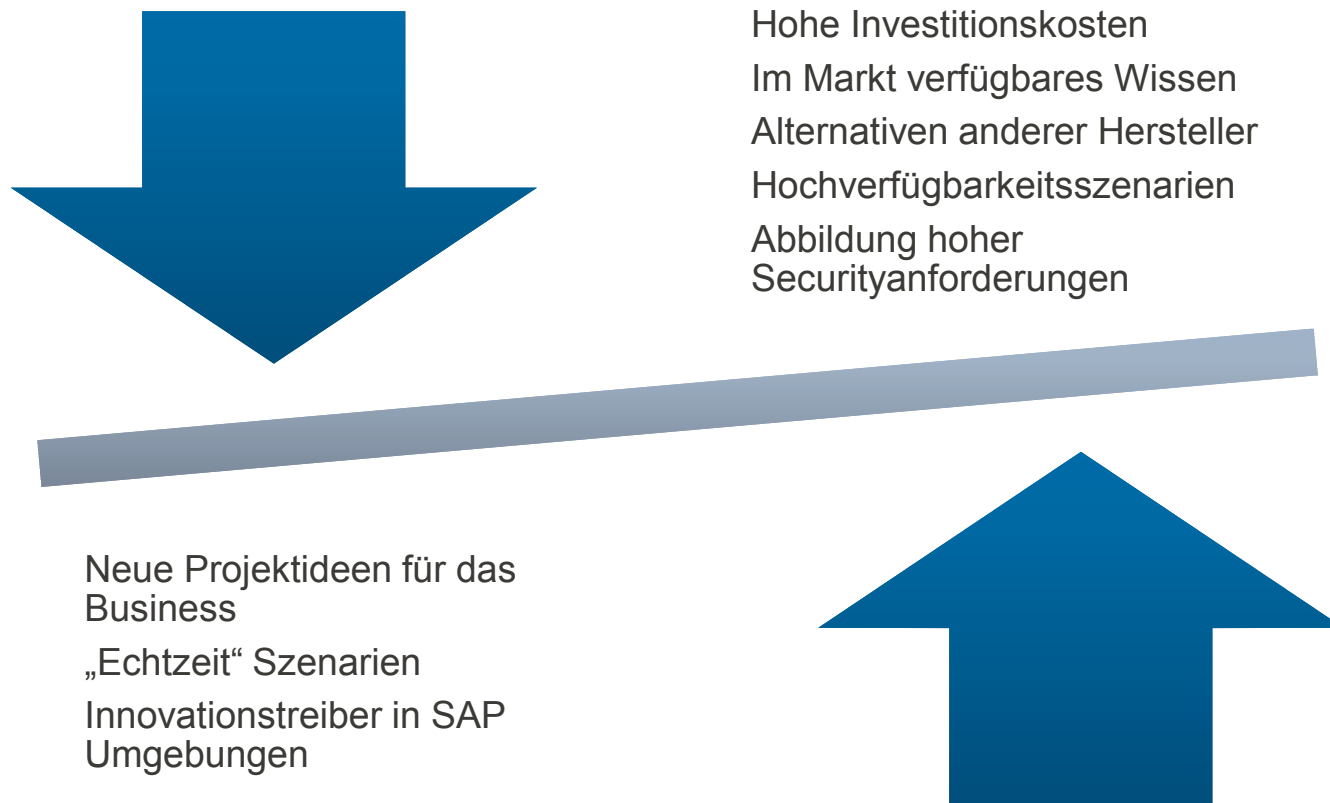 Hohe Investitionskosten
Im Markt verfügbares Wissen
Alternativen anderer Hersteller
Hochverfügbarkeitsszenarien
Abbildung hoher
Securityanforderungen
Neue Projektideen für das
Business
„Echtzeit“ Szenarien
Innovationstreiber in SAP
Umgebungen